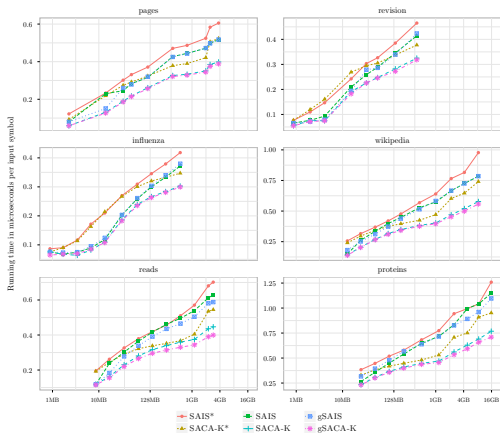 pages
revision
0.6
0.4
0.2
0.4
0.3
0.2
0.1
influenza
wikipedia
0.4
0.3
0.2
0.1
1.00
0.75
0.50
0.25
Running time in microseconds per input symbol
reads
proteins
0.6
0.4
0.2
1.25
1.00
0.75
0.50
0.25
1MB 10MB 128MB 1GB 4GB 16GB
1MB 10MB 128MB 1GB 4GB 16GB
SAIS* SAIS gSAIS
SACA-K* SACA-K gSACA-K